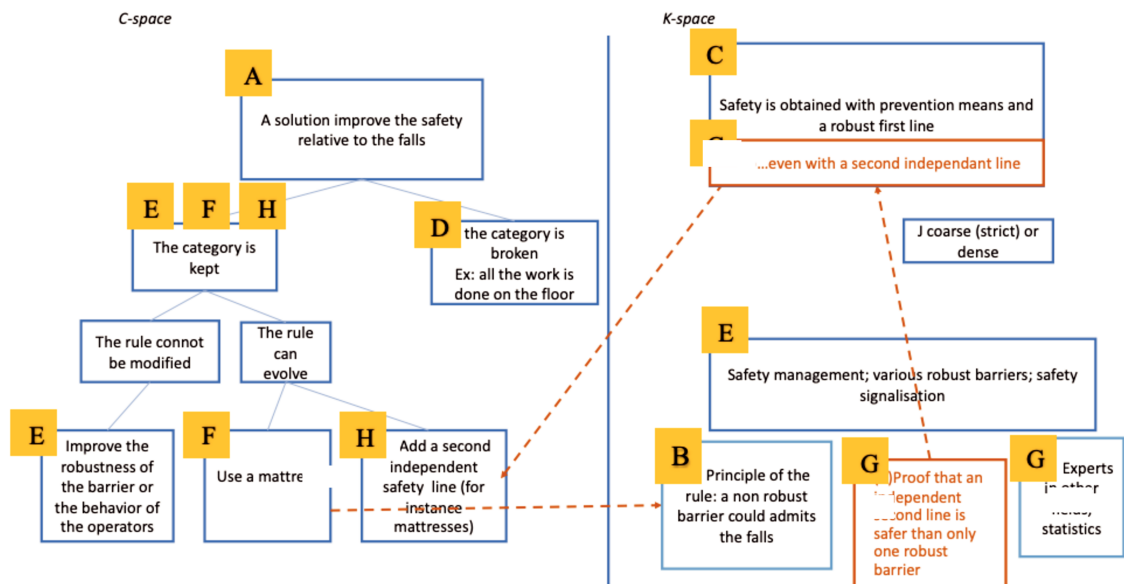 C-space
K-space
A
A solution improve the safety
relative to the falls
E
F
H
The category is
kept
D
the category is
broken
Ex: all the work is
done on the floor
The rule connot
be modified
The rule
can
evolve
E
Improve the
robustness of
the barrier or
the behavior of
the operators
F
Use a
H
Add a second
independent
safety line (for
instance
mattresses)
C
Safety is obtained with prevention means and
a robust first line
…even with a second independant line
J coarse (strict) or
dense
E
Safety management; various robust barriers; safety
signalisation
B
Principle of the
rule: a non robust
barrier could admits
the falls
G
Proof that an
independent
second line is
safer than only
one robust
barrier
G
Experts
in other
statistics